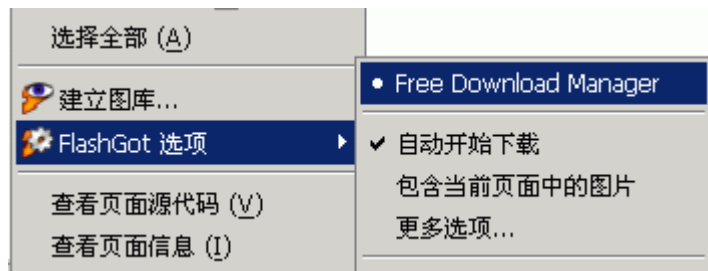 选择全部 (A)
建立图库...
FlashGot 选项
查看页面源代码 (V)
查看页面信息 (I)
Free Download Manager
自动开始下载
包含当前页面中的图片
更多选项...